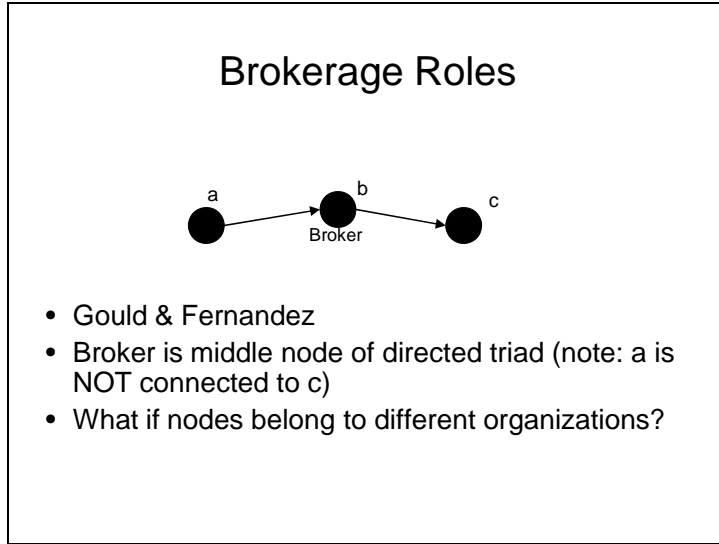 Brokerage Roles
a
b
c
Broker
• Gould & Fernandez
• Broker is middle node of directed triad (note: a is
NOT connected to c)
• What if nodes belong to different organizations?